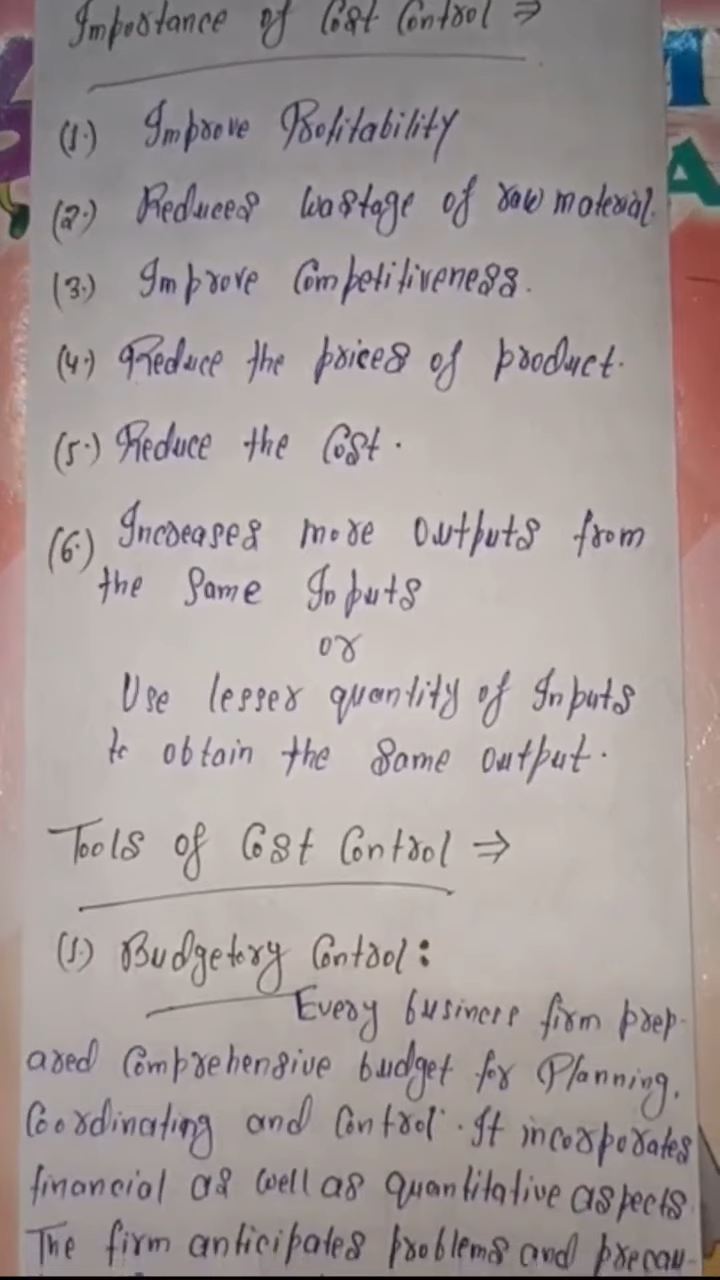 Importance of Cost Control ⇒
(1.) Improve Profitability
(2.) Reduces wastage of raw material.
(3.) Improve Competitiveness.
(4.) Reduce the prices of product.
(5.) Reduce the Cost.
(6.) Increases more outputs from
the Same Inputs
or
Use lesser quantity of Inputs
to obtain the Same output.
Tools of Cost Control ⇒
(1.) Budgetory Control:
Every business firm prep-
ared Comprehensive budget for Planning,
Coordinating and Control. It incorporates
financial as well as quantitative aspects.
The firm anticipates problems and precau-